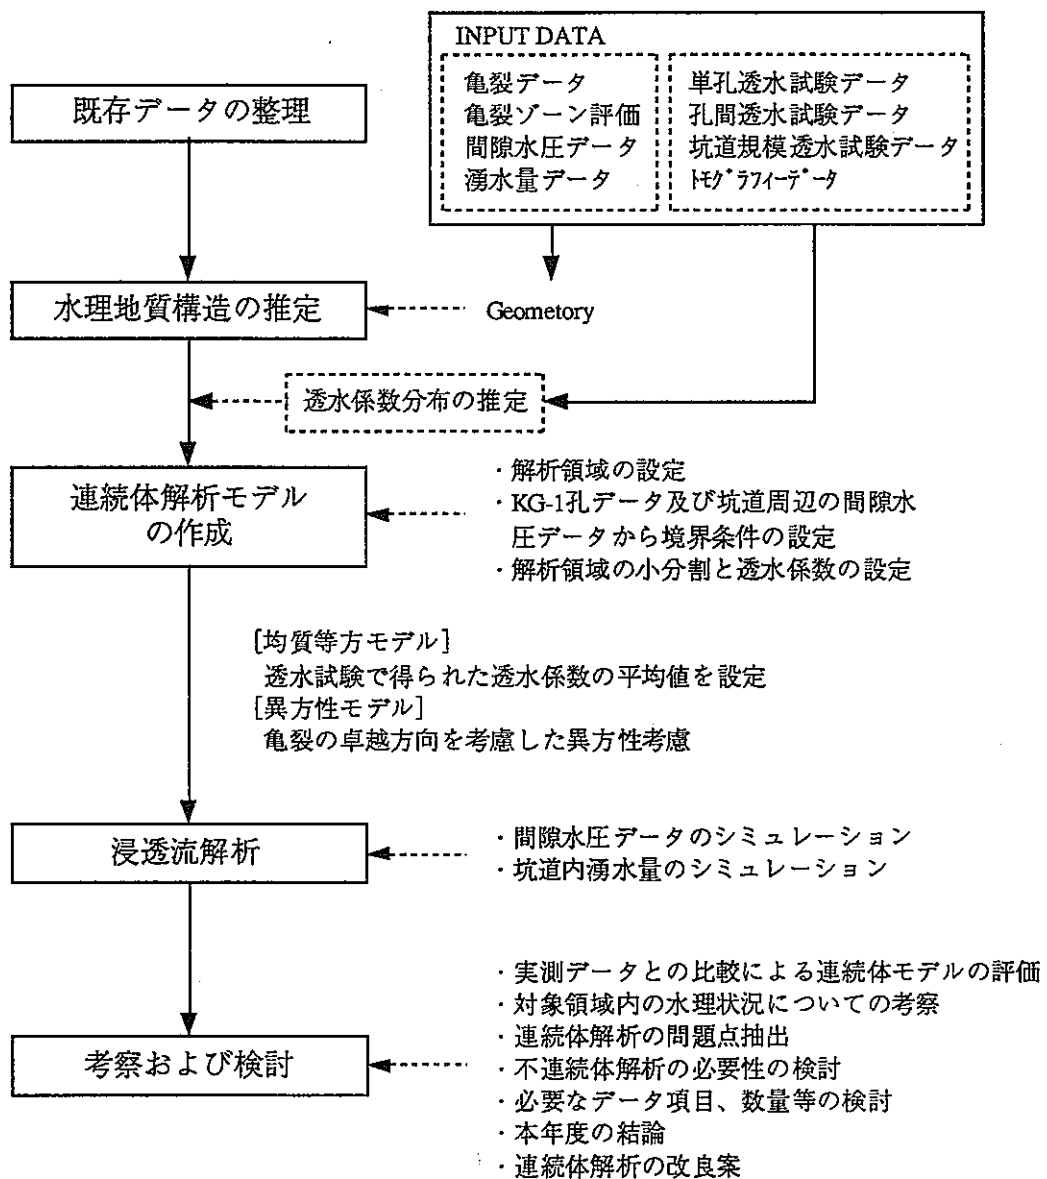 INPUT DATA
亀裂データ
亀裂ゾーン評価
間隙水圧データ
湧水量データ
単孔透水試験データ
孔間透水試験データ
坑道規模透水試験データ
ﾄﾓｸﾞﾗﾌｨｰﾃﾞｰﾀ
既存データの整理
水理地質構造の推定
Geometory
透水係数分布の推定
連続体解析モデル
の作成
・解析領域の設定
・KG-1孔データ及び坑道周辺の間隙水
圧データから境界条件の設定
・解析領域の小分割と透水係数の設定
[均質等方モデル]
透水試験で得られた透水係数の平均値を設定
[異方性モデル]
亀裂の卓越方向を考慮した異方性考慮
浸透流解析
・間隙水圧データのシミュレーション
・坑道内湧水量のシミュレーション
考察および検討
・実測データとの比較による連続体モデルの評価
・対象領域内の水理状況についての考察
・連続体解析の問題点抽出
・不連続体解析の必要性の検討
・必要なデータ項目、数量等の検討
・本年度の結論
・連続体解析の改良案